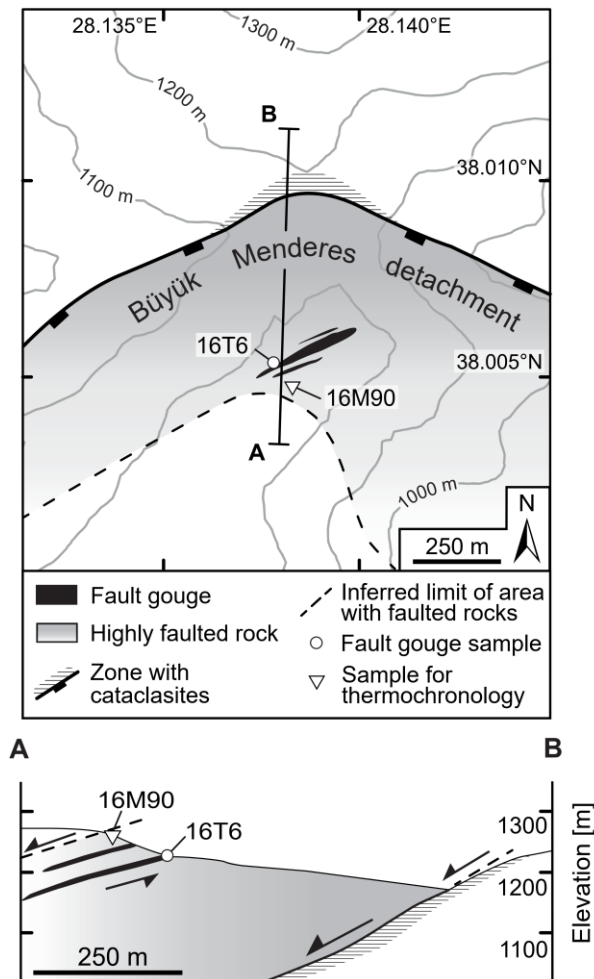 28.135°E
28.140°E
1300 m
1200 m
B
1100 m
38.010°N
Büyük Menderes detachment
16T6
38.005°N
16M90
A
1000 m
N
250 m
Fault gouge
Highly faulted rock
Zone with
cataclasites
Inferred limit of area
with faulted rocks
Fault gouge sample
Sample for
thermochronology
A
B
16M90
16T6
1300
1200
1100
Elevation [m]
250 m